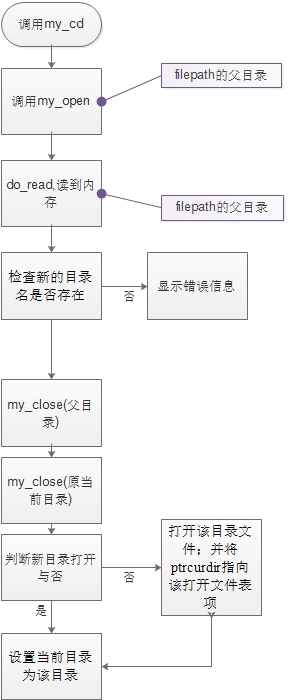 调用my_cd
filepath的父目录
调用my_open
do_read,读到内
存
filepath的父目录
检查新的目录
名是否存在
显示错误信息
否
my_close(父目
录)
my_close(原当
前目录)
打开该目录文
件；并将
ptrcurdir指向
该打开文件表
项
判断新目录打开
与否
否
是
设置当前目录
为该目录